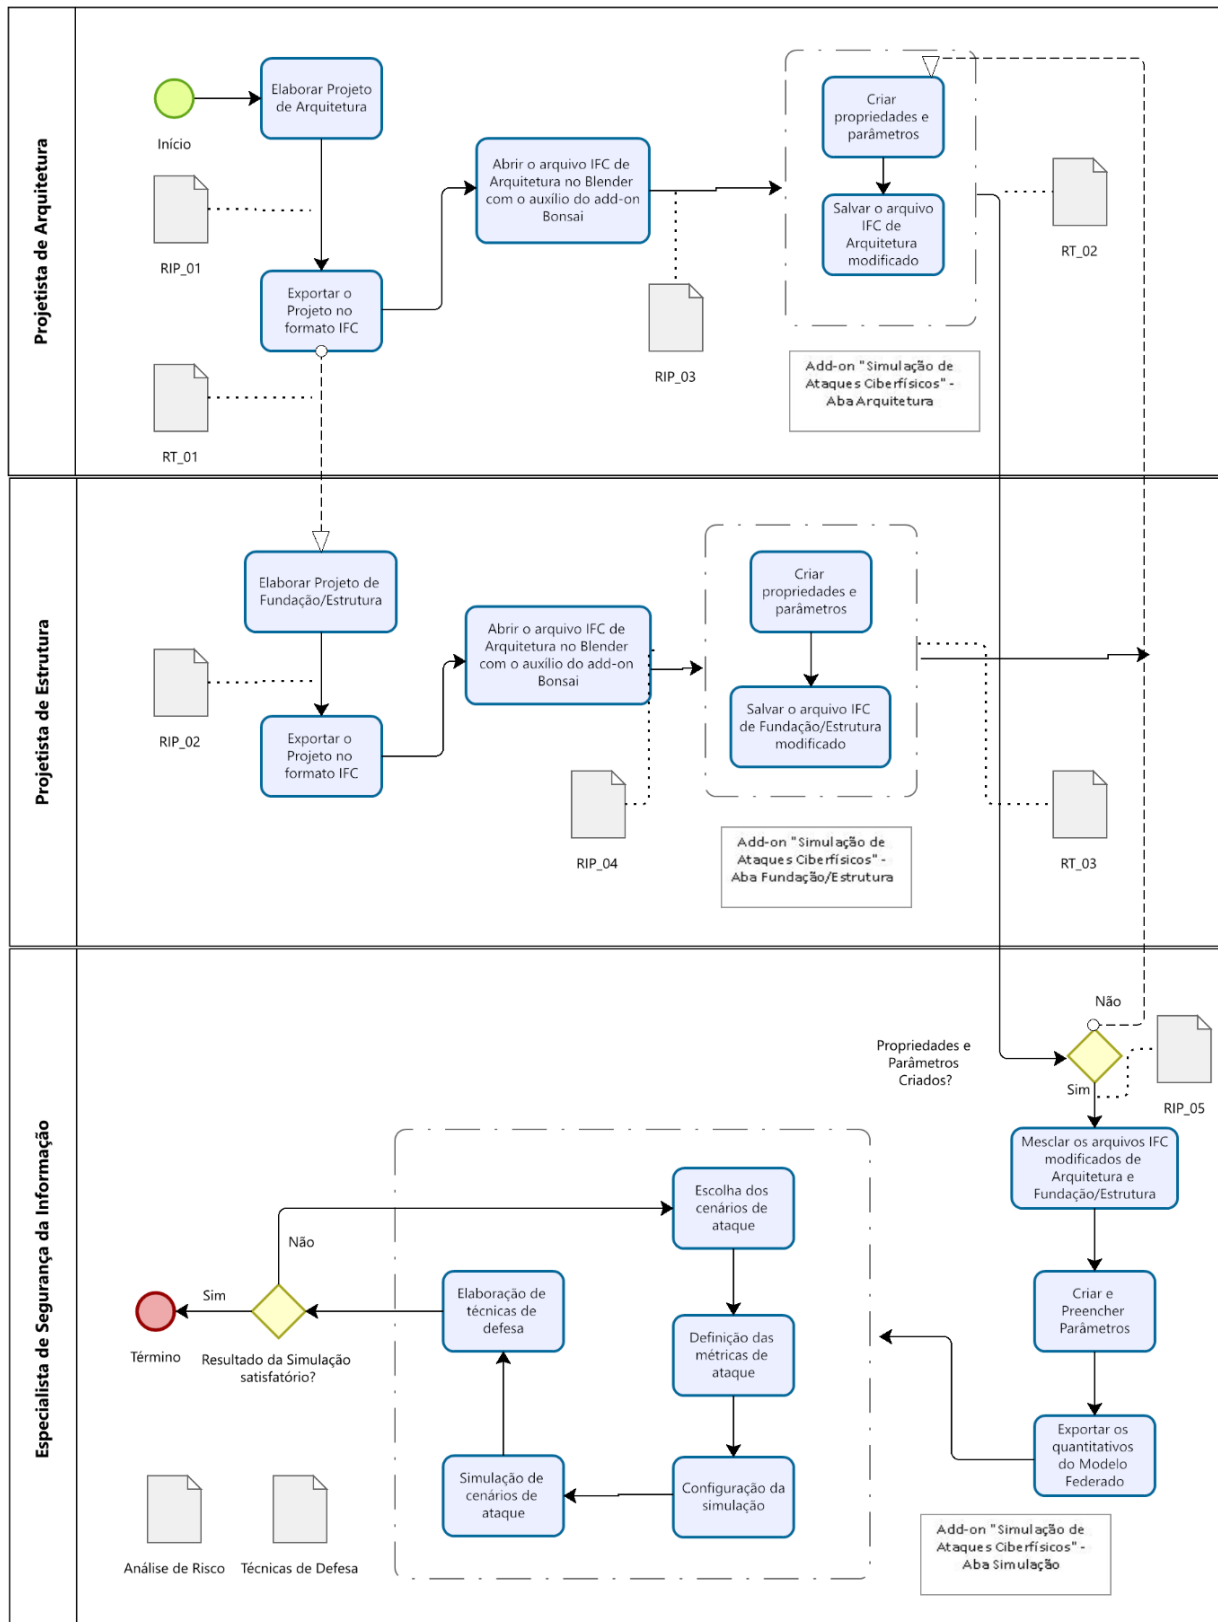 Projetista de Arquitetura
Início
Elaborar Projeto
de Arquitetura
RIP_01
Exportar o
Projeto no
formato IFC
RT_01
Abrir o arquivo IFC de
Arquitetura no Blender
com o auxílio do add-on
Bonsai
RIP_03
Criar
propriedades e
parâmetros
Salvar o arquivo
IFC de
Arquitetura
modificado
RT_02
Add-on "Simulação de
Ataques Ciberfísicos" -
Aba Arquitetura
Projetista de Estrutura
Elaborar Projeto de
Fundação/Estrutura
RIP_02
Exportar o
Projeto no
formato IFC
Abrir o arquivo IFC de
Arquitetura no Blender
com o auxílio do add-on
Bonsai
RIP_04
Criar
propriedades e
parâmetros
Salvar o arquivo IFC
de Fundação/Estrutura
modificado
RT_03
Add-on "Simulação de
Ataques Ciberfísicos" -
Aba Fundação/Estrutura
Especialista de Segurança da Informação
Não
Propriedades e
Parâmetros
Criados?
Sim
RIP_05
Mesclar os arquivos IFC
modificados de
Arquitetura e
Fundação/Estrutura
Criar e
Preencher
Parâmetros
Exportar os
quantitativos
do Modelo
Federado
Add-on "Simulação de
Ataques Ciberfísicos" -
Aba Simulação
Escolha dos
cenários de
ataque
Definição das
métricas de
ataque
Configuração da
simulação
Simulação de
cenários de
ataque
Elaboração de
técnicas de
defesa
Não
Sim
Resultado da Simulação
satisfatório?
Término
Análise de Risco
Técnicas de Defesa